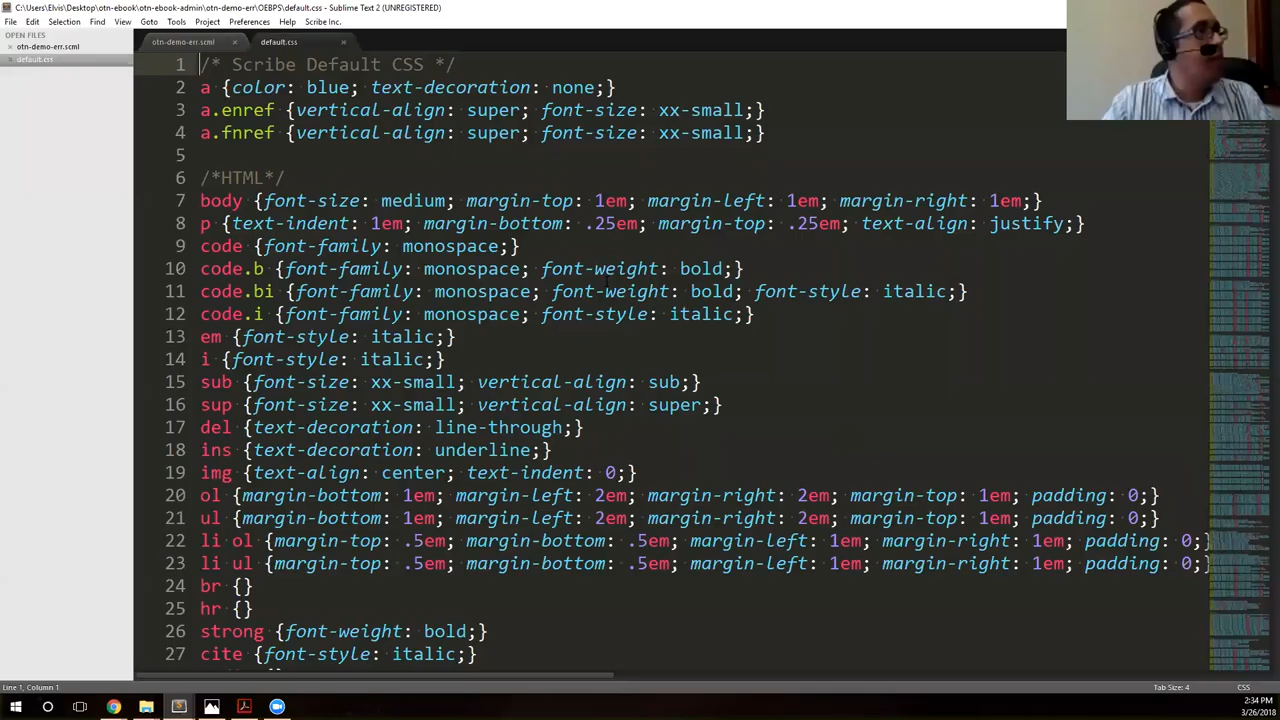 C:\Users\Elvis\Desktop\otn-ebook\otn-ebook-admin\otn-demo-err\OEBPS\default.css - Sublime Text 2 (UNREGISTERED)
File Edit Selection Find View Goto Tools Project Preferences Help Scribe Inc.
OPEN FILES
otn-demo-err.scml
default.css
otn-demo-err.scml × default.css ×
1 /* Scribe Default CSS */
2 a {color: blue; text-decoration: none;}
3 a.enref {vertical-align: super; font-size: xx-small;}
4 a.fnref {vertical-align: super; font-size: xx-small;}
5
6 /*HTML*/
7 body {font-size: medium; margin-top: 1em; margin-left: 1em; margin-right: 1em;}
8 p {text-indent: 1em; margin-bottom: .25em; margin-top: .25em; text-align: justify;}
9 code {font-family: monospace;}
10 code.b {font-family: monospace; font-weight: bold;}
11 code.bi {font-family: monospace; font-weight: bold; font-style: italic;}
12 code.i {font-family: monospace; font-style: italic;}
13 em {font-style: italic;}
14 i {font-style: italic;}
15 sub {font-size: xx-small; vertical-align: sub;}
16 sup {font-size: xx-small; vertical-align: super;}
17 del {text-decoration: line-through;}
18 ins {text-decoration: underline;}
19 img {text-align: center; text-indent: 0;}
20 ol {margin-bottom: 1em; margin-left: 2em; margin-right: 2em; margin-top: 1em; padding: 0;}
21 ul {margin-bottom: 1em; margin-left: 2em; margin-right: 2em; margin-top: 1em; padding: 0;}
22 li ol {margin-top: .5em; margin-bottom: .5em; margin-left: 1em; margin-right: 1em; padding: 0;}
23 li ul {margin-top: .5em; margin-bottom: .5em; margin-left: 1em; margin-right: 1em; padding: 0;}
24 br {}
25 hr {}
26 strong {font-weight: bold;}
27 cite {font-style: italic;}
Line 1, Column 1 Tab Size: 4 CSS
2:34 PM
3/26/2018